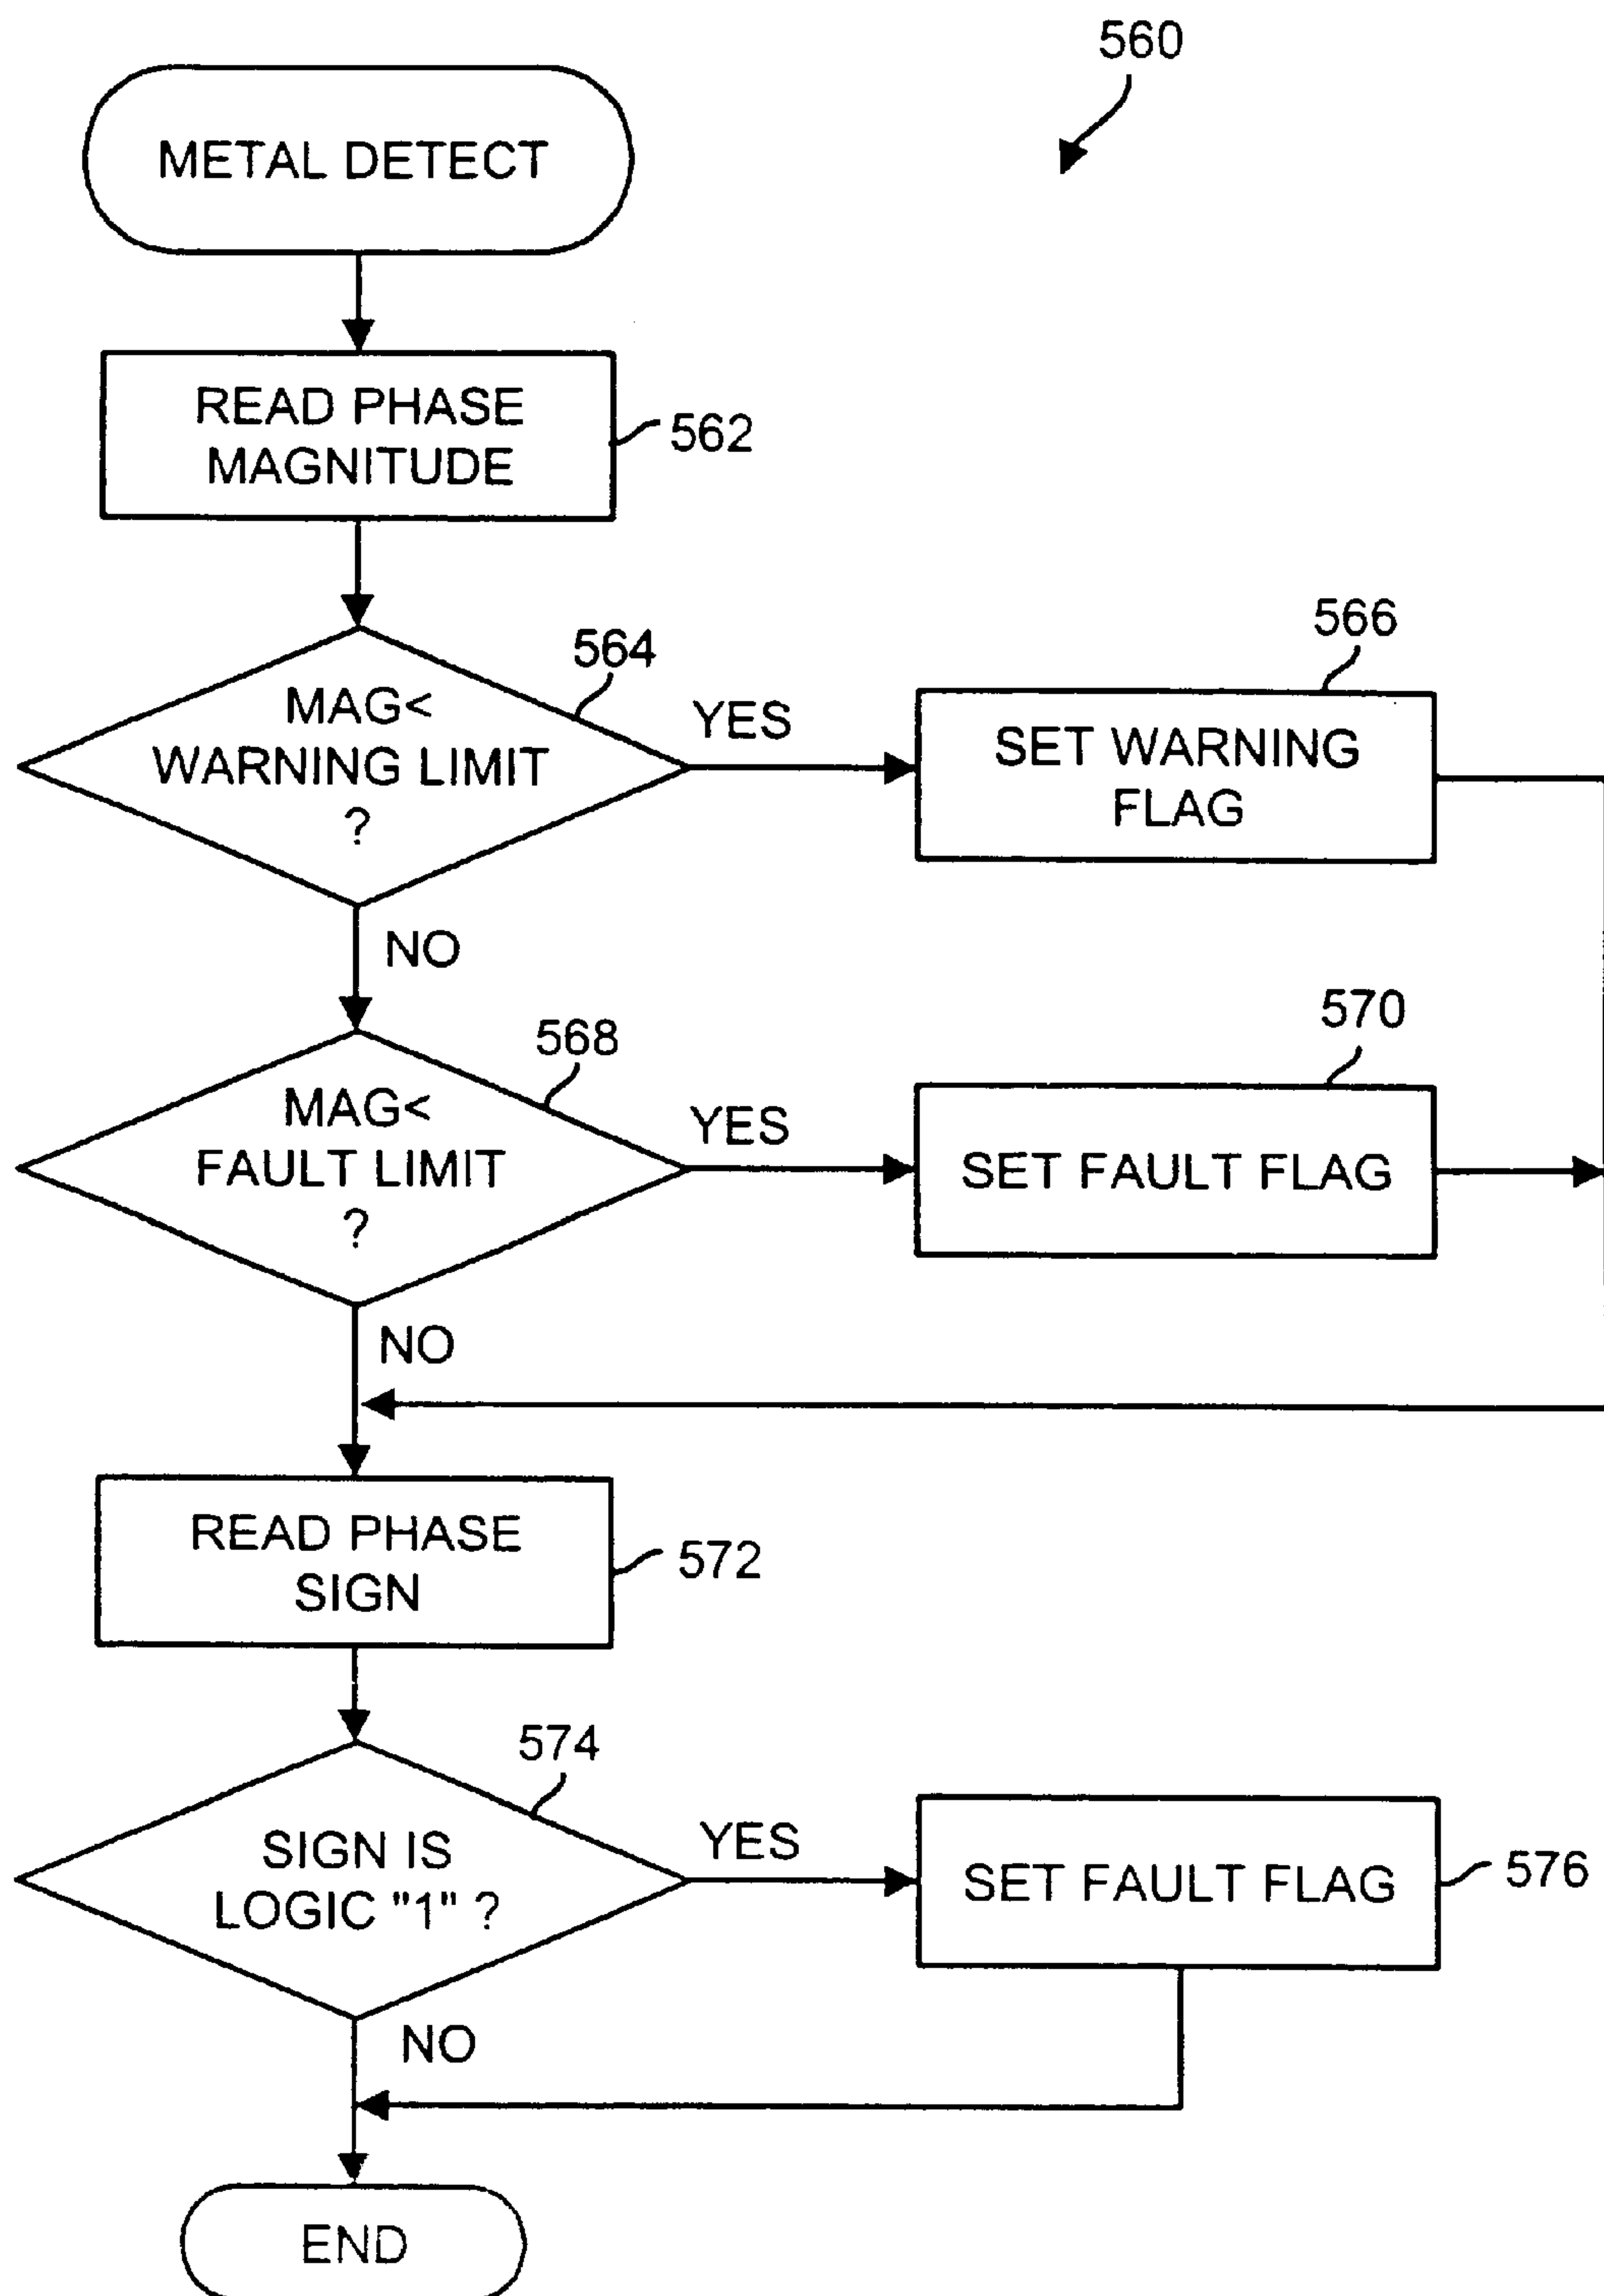 560
METAL DETECT
READ PHASE
MAGNITUDE
562
564
MAG<
WARNING LIMIT
?
YES
566
SET WARNING
FLAG
NO
568
MAG<
FAULT LIMIT
?
YES
570
SET FAULT FLAG
NO
READ PHASE
SIGN
572
574
SIGN IS
LOGIC "1" ?
YES
SET FAULT FLAG
576
NO
END